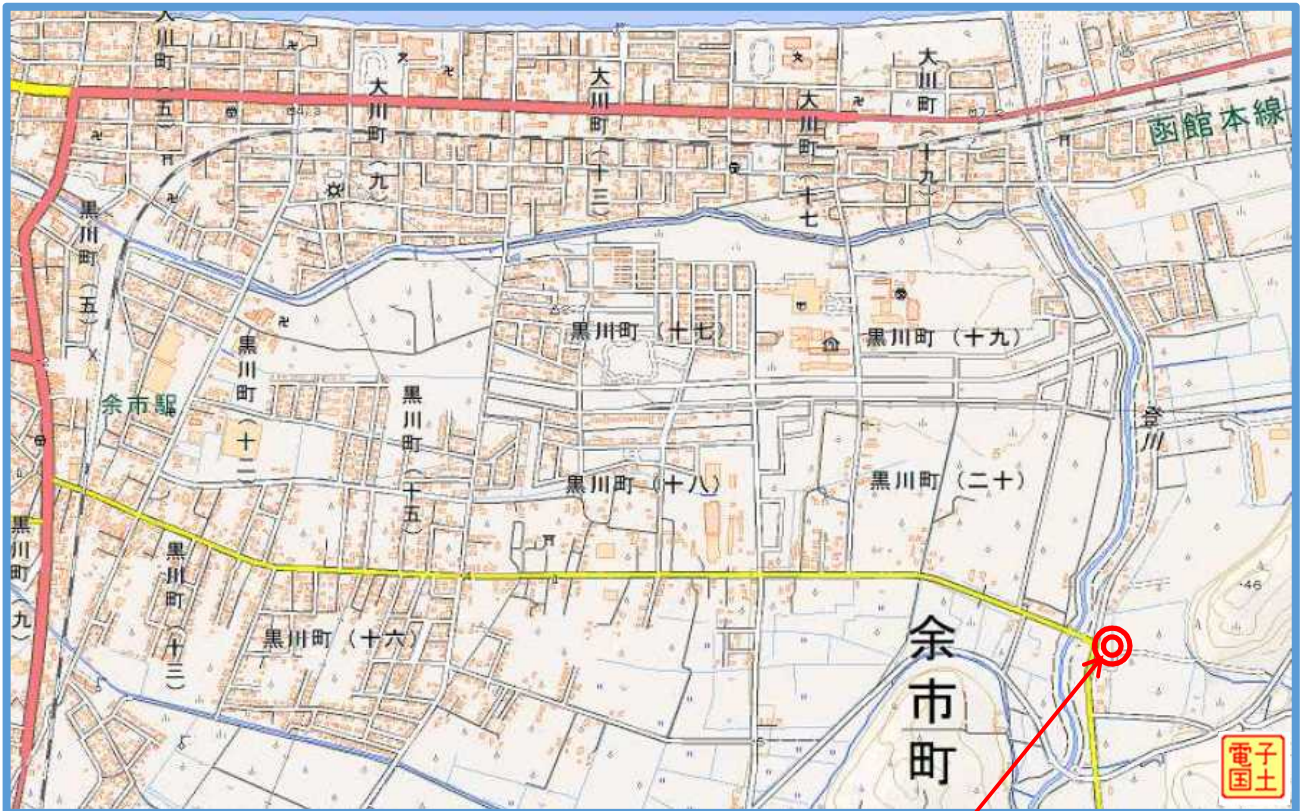 大川町（五）
大川町（九）
大川町（十三）
大川町（十七）
大川町（十九）
函館本線
黒川町（五）
黒川町（十二）
黒川町（十七）
黒川町（十九）
余市駅
黒川町（十五）
登川
黒川町（十八）
黒川町（二十）
黒川町（九）
黒川町（十三）
黒川町（十六）
余市町
・46
電子
国土